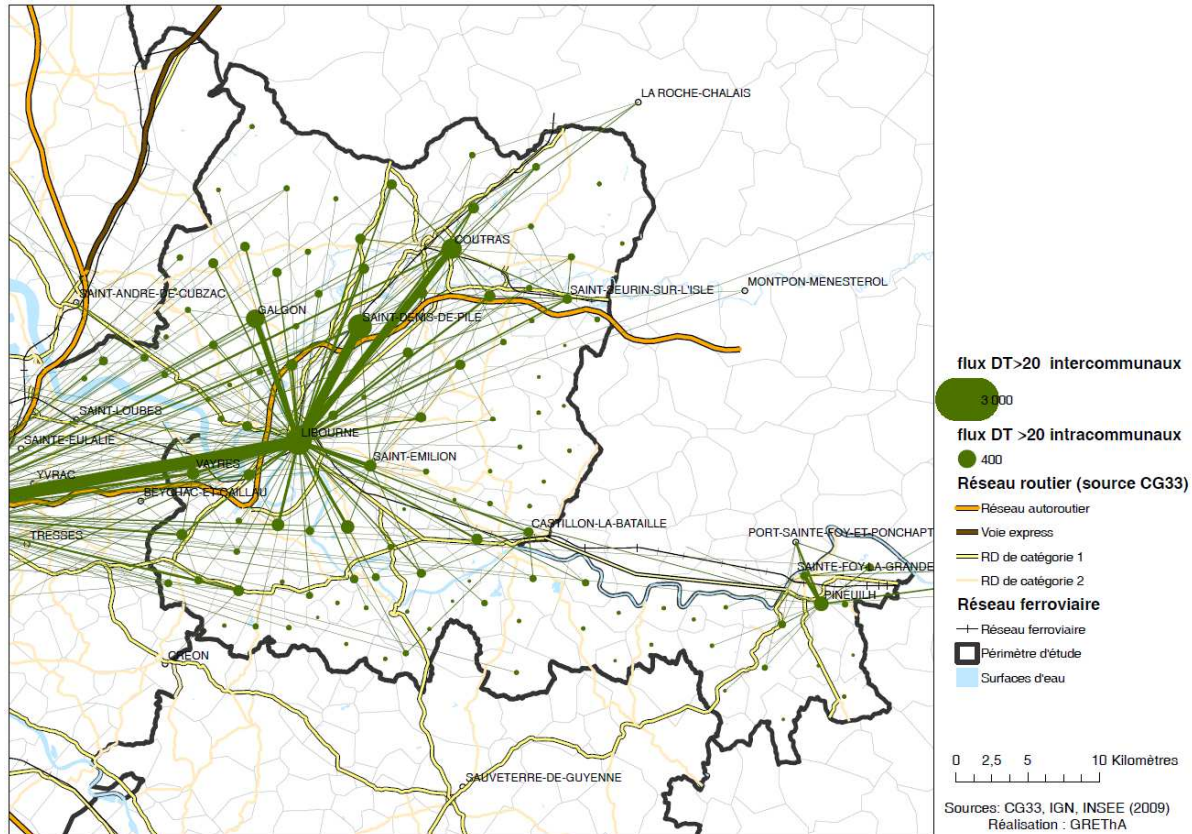 LA ROCHE-CHALAIS
COUTRAS
SAINT-SEURIN-SUR-L'ISLE
MONTPON-MENESTEROL
SAINT-ANDRE-DE-CUBZAC
GALGON
SAINT-DENIS-DE-PILE
SAINT-LOUBES
SAINTE-EULALIE
LIBOURNE
SAINT-EMILION
YVRAC
VAYRES
BEYCHAC-ET-CAILLAU
TRESSES
CASTILLON-LA-BATAILLE
PORT-SAINTE-FOY-ET-PONCHAPT
SAINTE-FOY-LA-GRANDE
PINEUILH
CREON
SAUVETERRE-DE-GUYENNE
flux DT>20 intercommunaux
3 000
flux DT >20 intracommunaux
400
Réseau routier (source CG33)
Réseau autoroutier
Voie express
RD de catégorie 1
RD de catégorie 2
Réseau ferroviaire
Réseau ferroviaire
Périmètre d'étude
Surfaces d'eau
0 2,5 5 10 Kilomètres
Sources: CG33, IGN, INSEE (2009)
Réalisation : GREThA